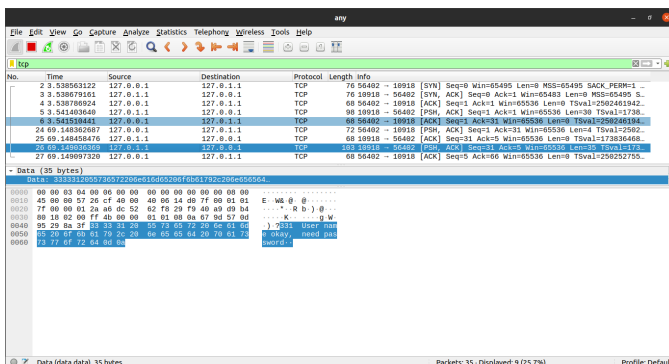 any
File Edit View Go Capture Analyze Statistics Telephony Wireless Tools Help
tcp
No. Time Source Destination Protocol Length Info
2 3.538563122 127.0.0.1 127.0.1.1 TCP 76 56402 → 10918 [SYN] Seq=0 Win=65495 Len=0 MSS=65495 SACK_PERM=1 …
3 3.538679161 127.0.1.1 127.0.0.1 TCP 76 10918 → 56402 [SYN, ACK] Seq=0 Ack=1 Win=65483 Len=0 MSS=65495 S…
4 3.538786924 127.0.0.1 127.0.1.1 TCP 68 56402 → 10918 [ACK] Seq=1 Ack=1 Win=65536 Len=0 TSval=2502461942…
5 3.541403640 127.0.1.1 127.0.0.1 TCP 98 10918 → 56402 [PSH, ACK] Seq=1 Ack=1 Win=65536 Len=30 TSval=1738…
6 3.541510441 127.0.0.1 127.0.1.1 TCP 68 56402 → 10918 [ACK] Seq=1 Ack=31 Win=65536 Len=0 TSval=250246194…
24 69.148362687 127.0.0.1 127.0.1.1 TCP 72 56402 → 10918 [PSH, ACK] Seq=1 Ack=31 Win=65536 Len=4 TSval=2502…
25 69.148458476 127.0.1.1 127.0.0.1 TCP 68 10918 → 56402 [ACK] Seq=31 Ack=5 Win=65536 Len=0 TSval=173836468…
26 69.149036369 127.0.1.1 127.0.0.1 TCP 103 10918 → 56402 [PSH, ACK] Seq=31 Ack=5 Win=65536 Len=35 TSval=173…
27 69.149097320 127.0.0.1 127.0.1.1 TCP 68 56402 → 10918 [ACK] Seq=5 Ack=66 Win=65536 Len=0 TSval=250252755…
Data (35 bytes)
Data: 3333312055736572206e616d65206f6b61792c206e656564…
0000 00 00 03 04 00 06 00 00 00 00 00 00 00 00 08 00
0010 45 00 00 57 26 cf 40 00 40 06 14 d0 7f 00 01 01 E··W&·@· @·······
0020 7f 00 00 01 2a a6 dc 52 62 f8 29 f9 40 a9 d9 b4 ····*··R b·)·@···
0030 80 18 02 00 ff 4b 00 00 01 01 08 0a 67 9d 57 0d ·····K·· ····g·W·
0040 95 29 8a 3f 33 33 31 20 55 73 65 72 20 6e 61 6d ·)·?331 User nam
0050 65 20 6f 6b 61 79 2c 20 6e 65 65 64 20 70 61 73 e okay, need pas
0060 73 77 6f 72 64 0d 0a sword··
Data (data.data), 35 bytes Packets: 35 · Displayed: 9 (25.7%) Profile: Default